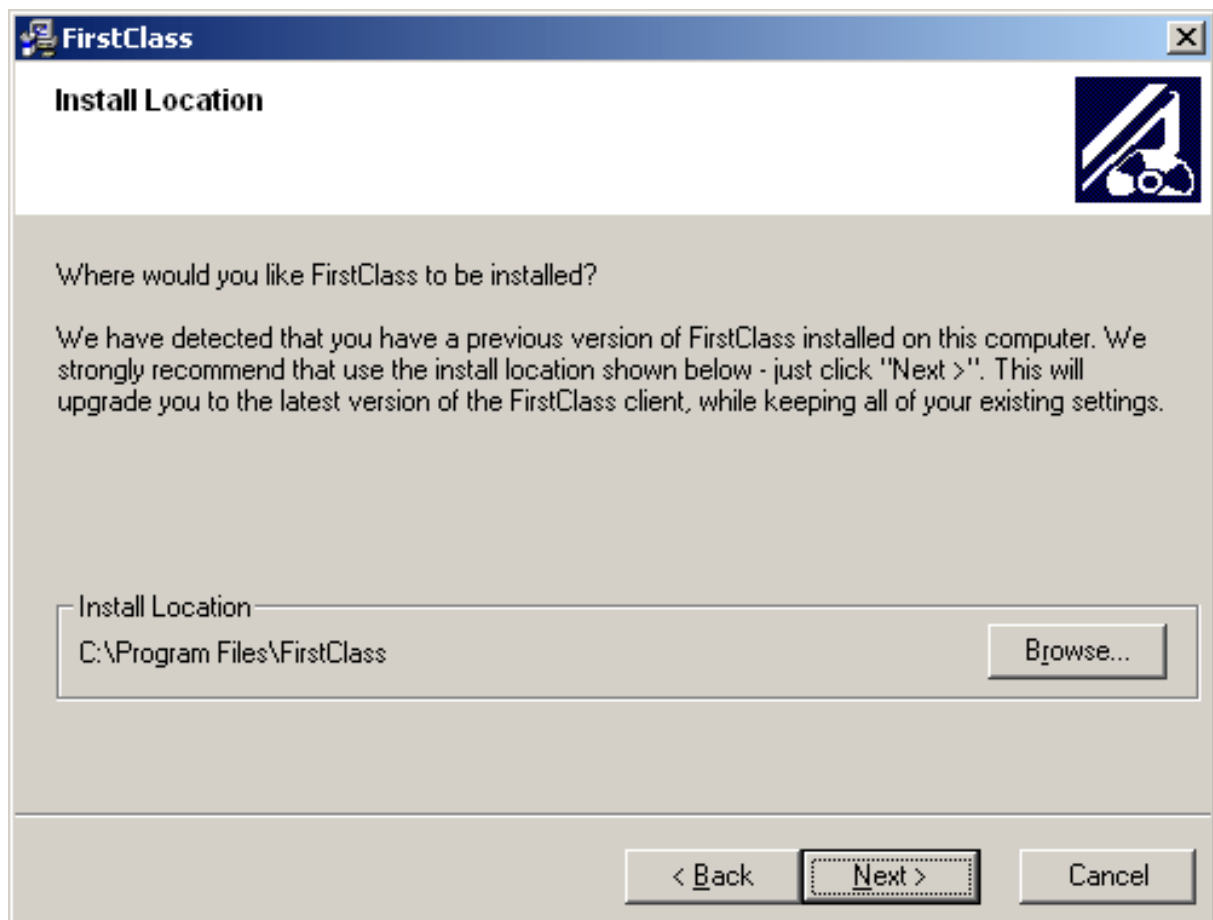 FirstClass
Install Location
Where would you like FirstClass to be installed?
We have detected that you have a previous version of FirstClass installed on this computer. We
strongly recommend that use the install location shown below - just click "Next >". This will
upgrade you to the latest version of the FirstClass client, while keeping all of your existing settings.
Install Location
C:\Program Files\FirstClass
Browse...
< Back
Next >
Cancel